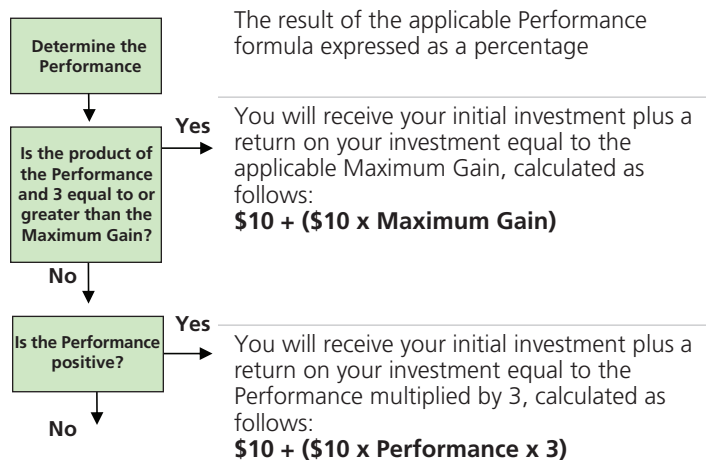 Determine the
Performance
The result of the applicable Performance
formula expressed as a percentage
Is the product of
the Performance
and 3 equal to or
greater than the
Maximum Gain?
Yes
You will receive your initial investment plus a
return on your investment equal to the
applicable Maximum Gain, calculated as
follows:
$10 + ($10 x Maximum Gain)
No
Is the Performance
positive?
Yes
You will receive your initial investment plus a
return on your investment equal to the
Performance multiplied by 3, calculated as
follows:
$10 + ($10 x Performance x 3)
No